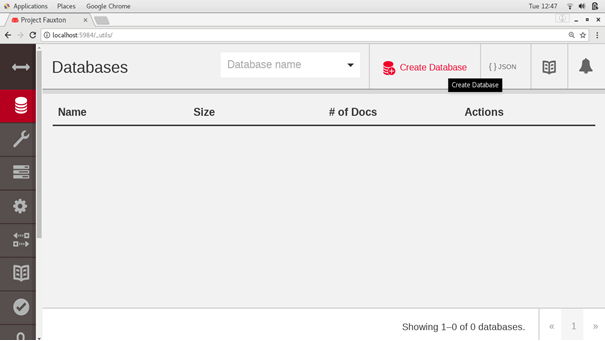 Applications Places Google Chrome Tue 12:47
Project Fauxton
localhost:5984/_utils/
Databases Database name Create Database { } JSON
Create Database
Name Size # of Docs Actions
Showing 1–0 of 0 databases. « 1 »